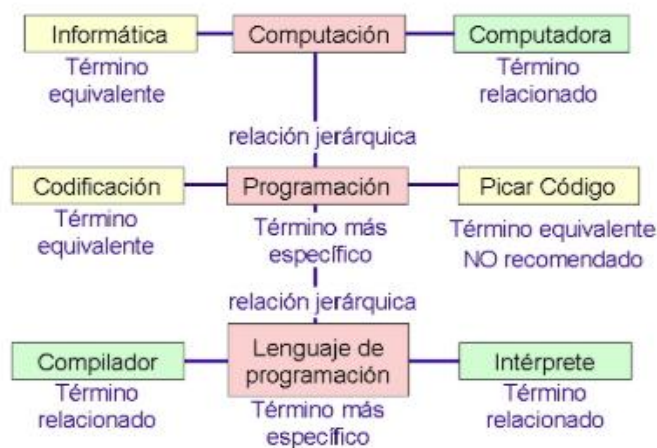 Informática
Computación
Computadora
Término
equivalente
Término
relacionado
relación jerárquica
Codificación
Programación
Picar Código
Término
equivalente
Término más
específico
Término equivalente
NO recomendado
relación jerárquica
Compilador
Lenguaje de
programación
Intérprete
Término
relacionado
Término más
específico
Término
relacionado